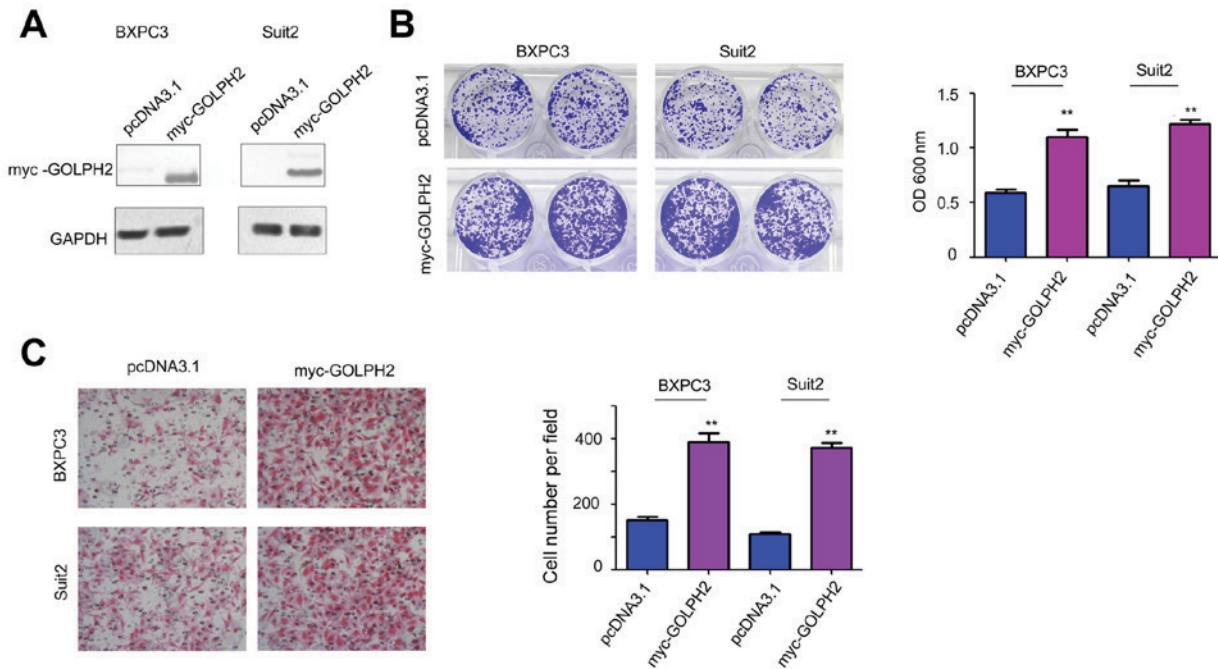 A
BXPC3 Suit2
pcDNA3.1 myc-GOLPH2 pcDNA3.1 myc-GOLPH2
myc -GOLPH2
GAPDH
B
BXPC3 Suit2
pcDNA3.1
myc-GOLPH2
BXPC3 Suit2
** **
OD 600 nm
1.5
1.0
0.5
0
pcDNA3.1 myc-GOLPH2 pcDNA3.1 myc-GOLPH2
C
pcDNA3.1 myc-GOLPH2
BXPC3
Suit2
BXPC3 Suit2
** **
Cell number per field
400
200
0
pcDNA3.1 myc-GOLPH2 pcDNA3.1 myc-GOLPH2